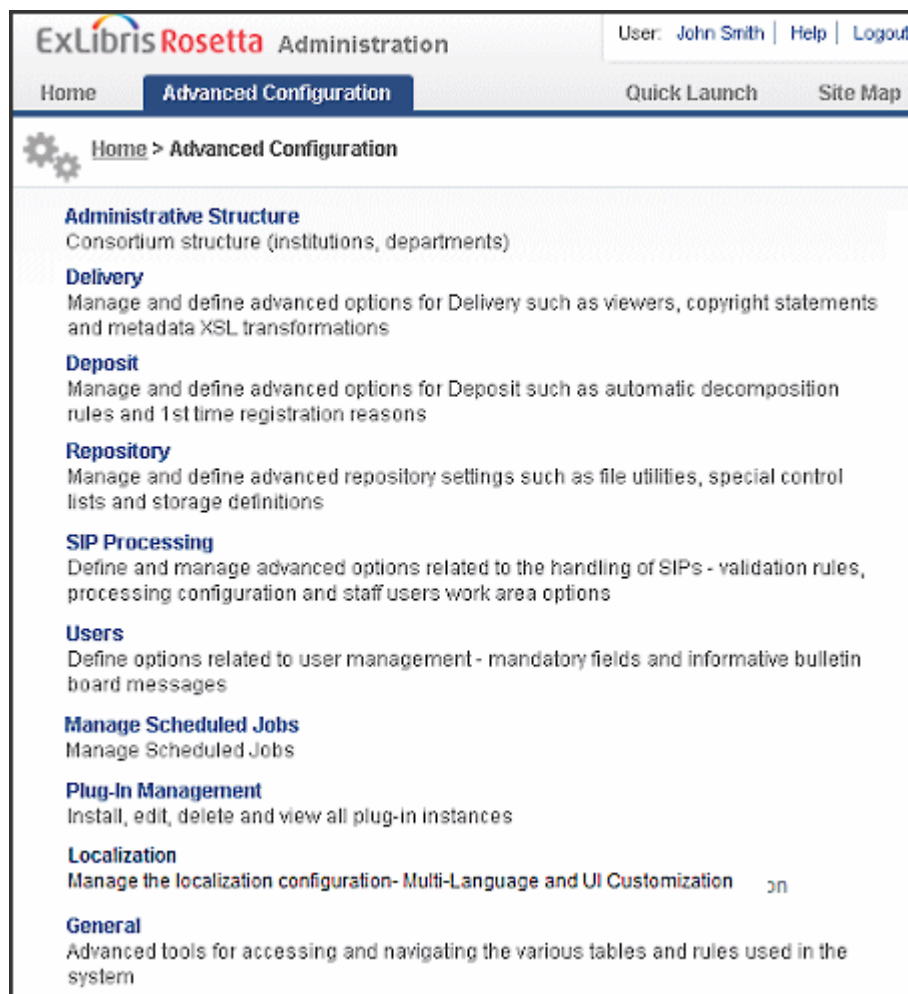 ExLibris Rosetta Administration
User: John Smith | Help | Logout
Home Advanced Configuration Quick Launch Site Map
Home > Advanced Configuration
Administrative Structure
Consortium structure (institutions, departments)
Delivery
Manage and define advanced options for Delivery such as viewers, copyright statements
and metadata XSL transformations
Deposit
Manage and define advanced options for Deposit such as automatic decomposition
rules and 1st time registration reasons
Repository
Manage and define advanced repository settings such as file utilities, special control
lists and storage definitions
SIP Processing
Define and manage advanced options related to the handling of SIPs - validation rules,
processing configuration and staff users work area options
Users
Define options related to user management - mandatory fields and informative bulletin
board messages
Manage Scheduled Jobs
Manage Scheduled Jobs
Plug-In Management
Install, edit, delete and view all plug-in instances
Localization
Manage the localization configuration- Multi-Language and UI Customization on
General
Advanced tools for accessing and navigating the various tables and rules used in the
system